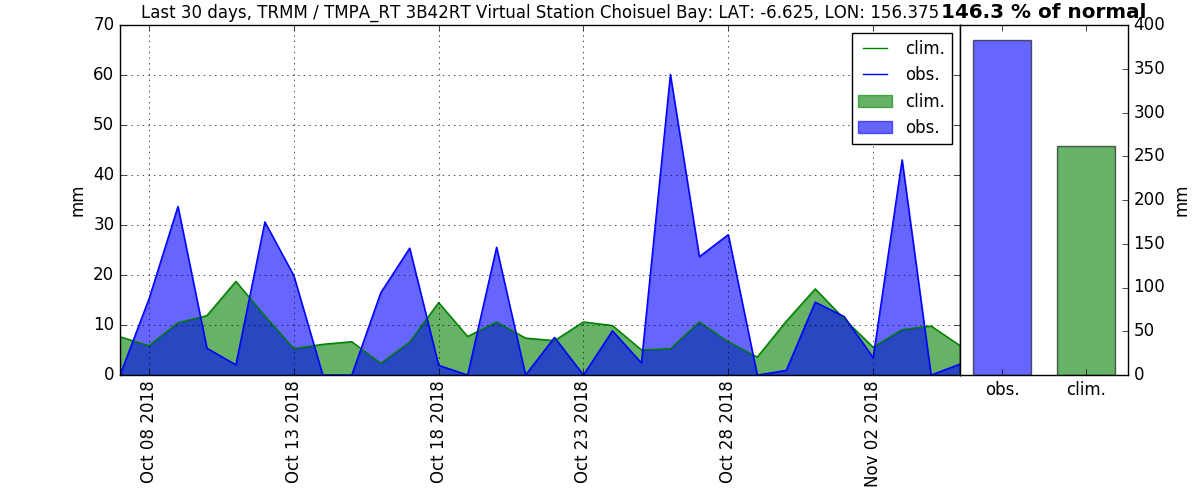 Last 30 days, TRMM / TMPA_RT 3B42RT Virtual Station Choisuel Bay: LAT: -6.625, LON: 156.375
146.3 % of normal
mm
70
60
50
40
30
20
10
0
clim.
obs.
clim.
obs.
Oct 08 2018
Oct 13 2018
Oct 18 2018
Oct 23 2018
Oct 28 2018
Nov 02 2018
400
350
300
250
200
150
100
50
0
mm
obs.
clim.